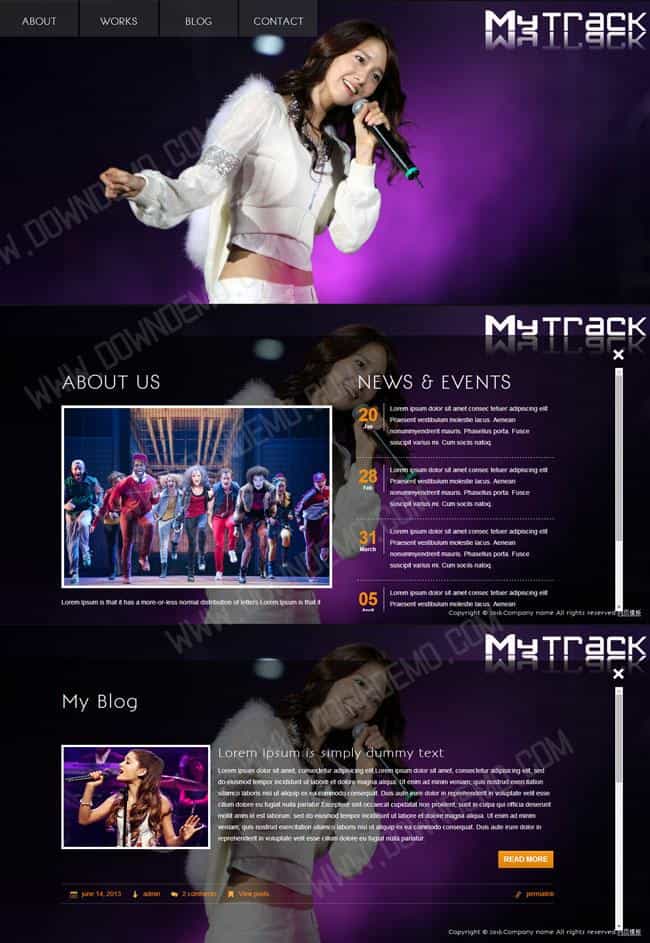 ABOUT WORKS BLOG CONTACT
MyTrack
WWW.DOWNDEMO.COM
MyTrack
ABOUT US
Lorem Ipsum is that it has a more-or-less normal distribution of letters Lorem Ipsum is that it
NEWS & EVENTS
20
Jan
Lorem ipsum dolor sit amet consec tetuer adipiscing elit
Praesent vestibulum molestie lacus. Aenean
nonummyendrerit mauris. Phasellus porta. Fusce
suscipit varius mi. Cum sociis natoq.
28
Feb
Lorem ipsum dolor sit amet consec tetuer adipiscing elit
Praesent vestibulum molestie lacus. Aenean
nonummyendrerit mauris. Phasellus porta. Fusce
suscipit varius mi. Cum sociis natoq.
31
March
Lorem ipsum dolor sit amet consec tetuer adipiscing elit
Praesent vestibulum molestie lacus. Aenean
nonummyendrerit mauris. Phasellus porta. Fusce
suscipit varius mi. Cum sociis natoq.
05
Lorem ipsum dolor sit amet consec tetuer adipiscing elit
Praesent vestibulum molestie lacus. Aenean
Copyright © 2016.Company name All rights reserved.网页模板
WWW.DOWNDEMO.COM
MyTrack
My Blog
Lorem ipsum is simply dummy text
Lorem ipsum dolor sit amet, consectetur adipisicing elit.Lorem ipsum dolor sit amet, consectetur adipisicing elit, sed
do eiusmod tempor incididunt ut labore et dolore magna aliqua. Ut enim ad minim veniam, quis nostrud exercitation
ullamco laboris nisi ut aliquip ex ea commodo consequat. Duis aute irure dolor in reprehenderit in voluptate velit esse
cillum dolore eu fugiat nulla pariatur.Excepteur sint occaecat cupidatat non proident, sunt in culpa qui officia deserunt
mollit anim id est laborum. sed do eiusmod tempor incididunt ut labore et dolore magna aliqua. Ut enim ad minim
veniam, quis nostrud exercitation ullamco laboris nisi ut aliquip ex ea commodo consequat. Duis aute irure dolor in
reprehenderit in voluptate velit esse cillum dolore eu fugiat nulla pariatur.
READ MORE
june 14, 2013 admin 2 comments View posts permalink
WWW.DOWNDEMO.COM
Copyright © 2016.Company name All rights reserved.网页模板